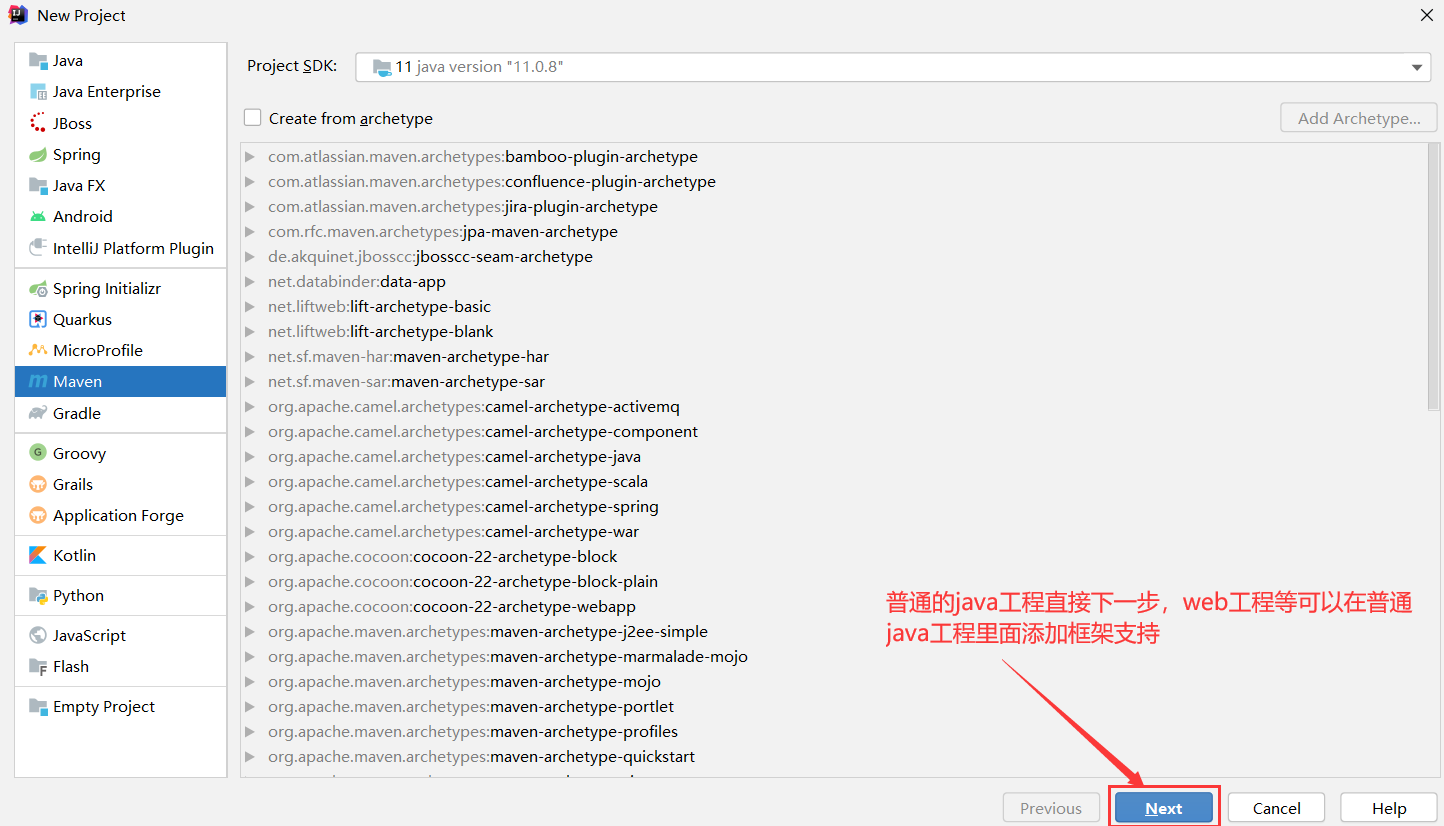 New Project
Java
Java Enterprise
JBoss
Spring
Java FX
Android
IntelliJ Platform Plugin
Spring Initializr
Quarkus
MicroProfile
Maven
Gradle
Groovy
Grails
Application Forge
Kotlin
Python
JavaScript
Flash
Empty Project
Project SDK: 11 java version "11.0.8"
Create from archetype
Add Archetype...
com.atlassian.maven.archetypes:bamboo-plugin-archetype
com.atlassian.maven.archetypes:confluence-plugin-archetype
com.atlassian.maven.archetypes:jira-plugin-archetype
com.rfc.maven.archetypes:jpa-maven-archetype
de.akquinet.jbosscc:jbosscc-seam-archetype
net.databinder:data-app
net.liftweb:lift-archetype-basic
net.liftweb:lift-archetype-blank
net.sf.maven-har:maven-archetype-har
net.sf.maven-sar:maven-archetype-sar
org.apache.camel.archetypes:camel-archetype-activemq
org.apache.camel.archetypes:camel-archetype-component
org.apache.camel.archetypes:camel-archetype-java
org.apache.camel.archetypes:camel-archetype-scala
org.apache.camel.archetypes:camel-archetype-spring
org.apache.camel.archetypes:camel-archetype-war
org.apache.cocoon:cocoon-22-archetype-block
org.apache.cocoon:cocoon-22-archetype-block-plain
org.apache.cocoon:cocoon-22-archetype-webapp
org.apache.maven.archetypes:maven-archetype-j2ee-simple
org.apache.maven.archetypes:maven-archetype-marmalade-mojo
org.apache.maven.archetypes:maven-archetype-mojo
org.apache.maven.archetypes:maven-archetype-portlet
org.apache.maven.archetypes:maven-archetype-profiles
org.apache.maven.archetypes:maven-archetype-quickstart
普通的java工程直接下一步，web工程等可以在普通
java工程里面添加框架支持
Previous
Next
Cancel
Help